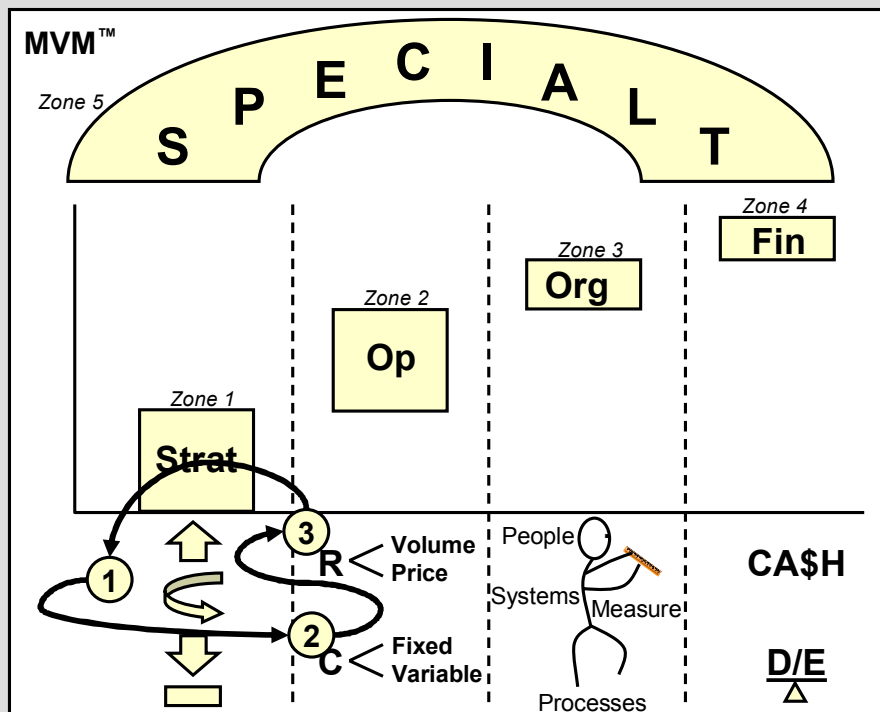 MVM™
Zone 5
S P E C I A L T
Zone 4
Fin
Zone 3
Org
Zone 2
Op
Zone 1
Strat
1
2
3
R
Volume
Price
C
Fixed
Variable
People
Systems
Measure
Processes
CA$H
D/E